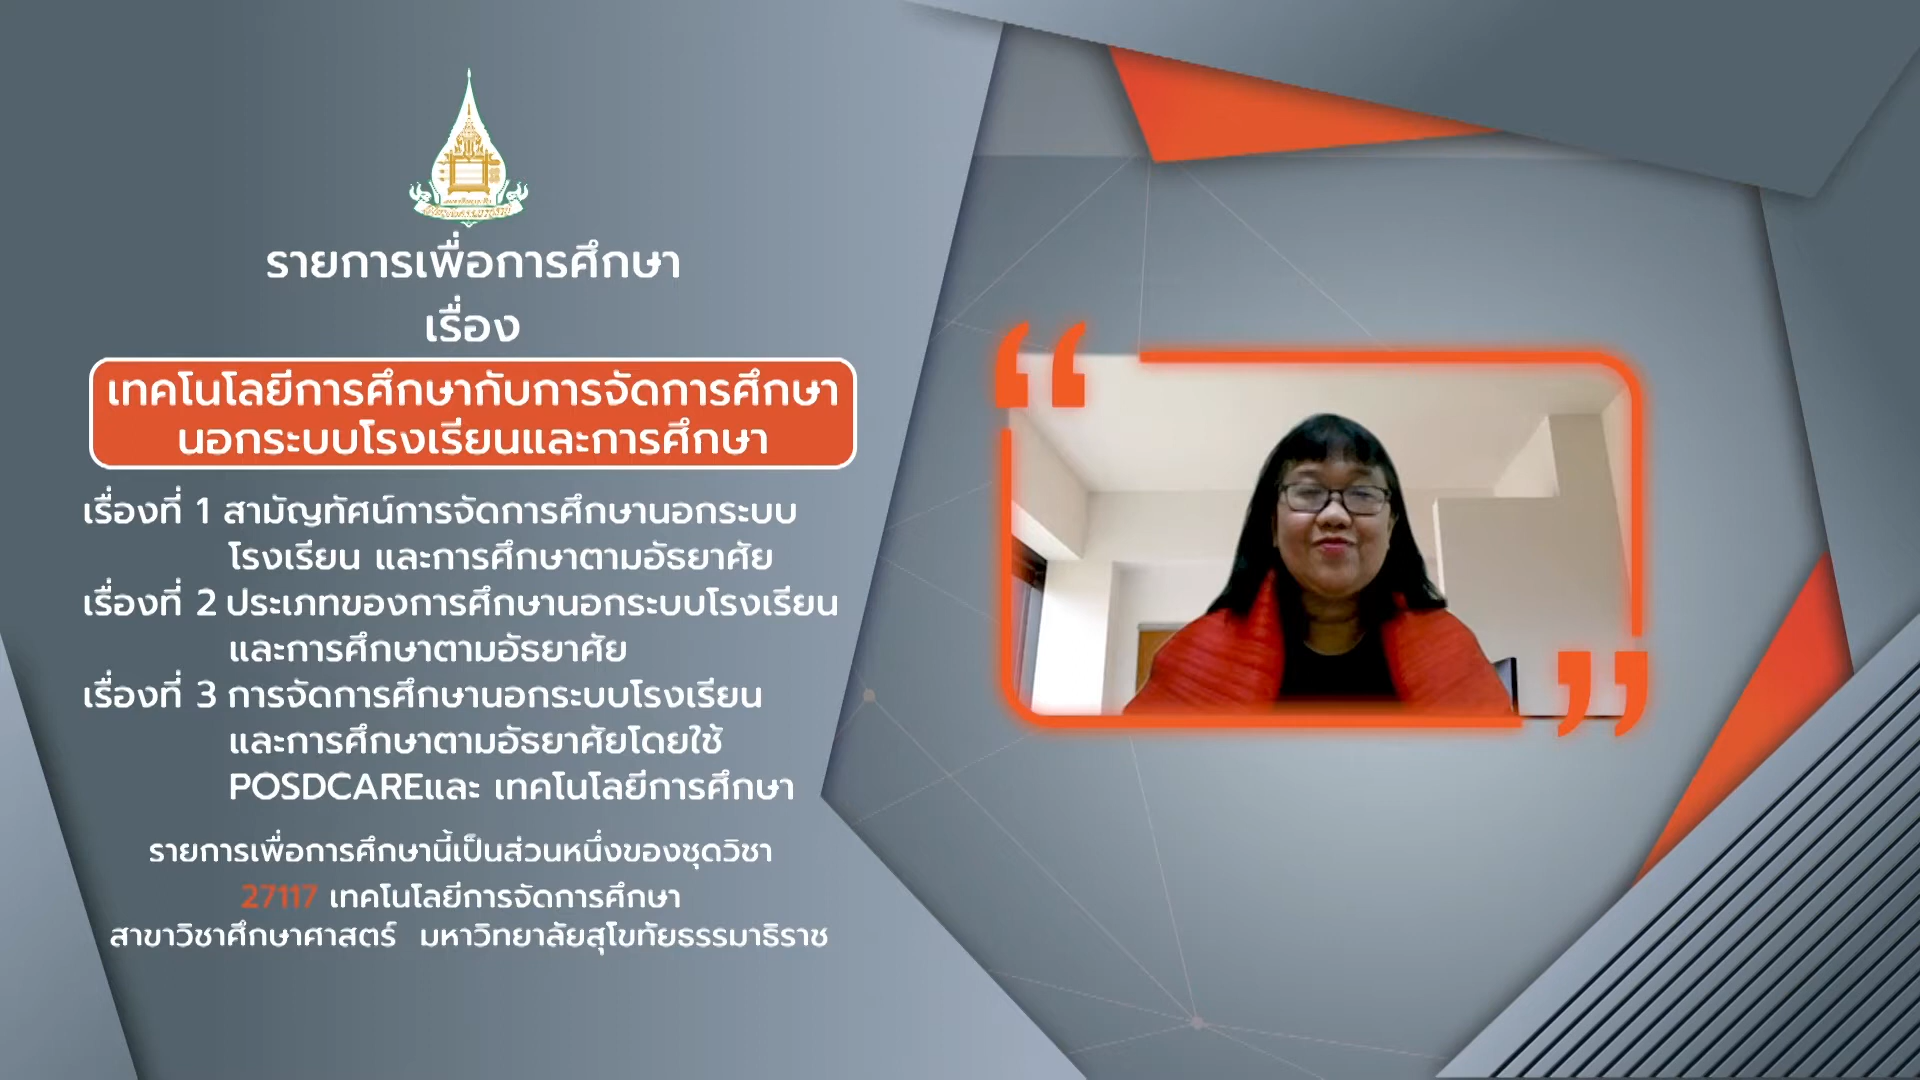 รายการเพื่อการศึกษา
เรื่อง
เทคโนโลยีการศึกษากับการจัดการศึกษา
นอกระบบโรงเรียนและการศึกษา
เรื่องที่ 1 สามัญทัศน์การจัดการศึกษานอกระบบ
โรงเรียน และการศึกษาตามอัธยาศัย
เรื่องที่ 2 ประเภทของการศึกษานอกระบบโรงเรียน
และการศึกษาตามอัธยาศัย
เรื่องที่ 3 การจัดการศึกษานอกระบบโรงเรียน
และการศึกษาตามอัธยาศัยโดยใช้
POSDCAREและ เทคโนโลยีการศึกษา
รายการเพื่อการศึกษานี้เป็นส่วนหนึ่งของชุดวิชา
27117 เทคโนโลยีการจัดการศึกษา
สาขาวิชาศึกษาศาสตร์ มหาวิทยาลัยสุโขทัยธรรมาธิราช